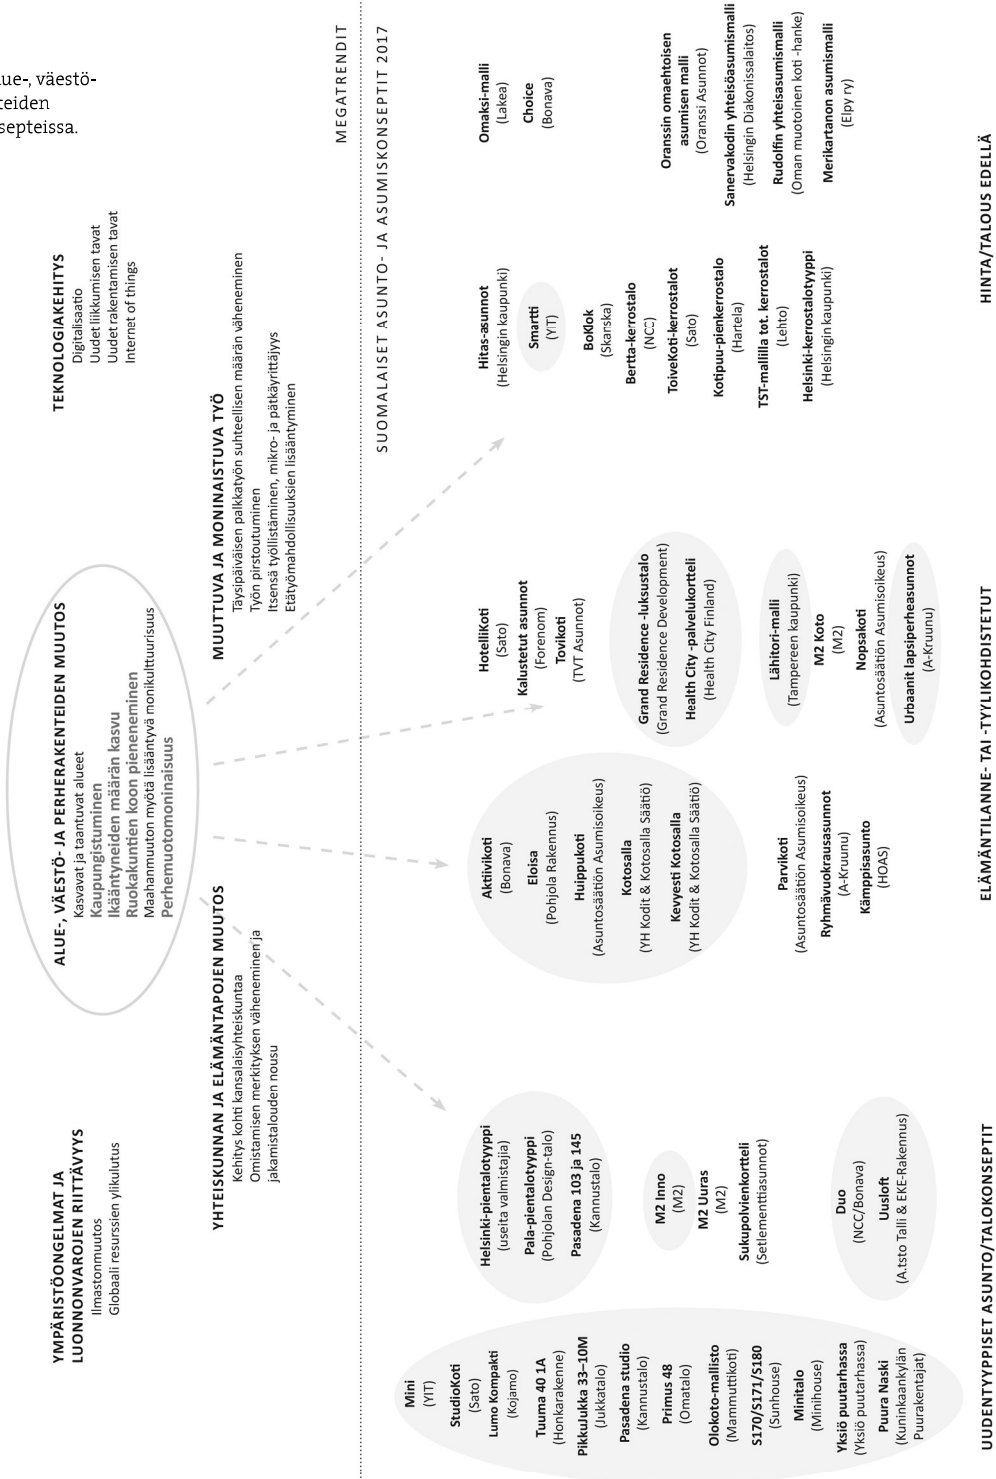 lue-, väestö-
teiden
septeissa.
MEGATRENDIT
YMPÄRISTÖONGELMAT JA
LUONNONVAROJEN RIITTÄVYYS
Ilmastonmuutos
Globaali resurssien ylikulutus
ALUE-, VÄESTÖ- JA PERHERAKENTEIDEN MUUTOS
Kasvavat ja taantuvat alueet
Kaupungistuminen
Ikääntyneiden määrän kasvu
Ruokakuntien koon pieneneminen
Maahanmuuton myötä lisääntyvä monikulttuurisuus
Perhemuotomoninaisuus
TEKNOLOGIAKEHITYS
Digitalisaatio
Uudet liikkumisen tavat
Uudet rakentamisen tavat
Internet of things
YHTEISKUNNAN JA ELÄMÄNTAPOJEN MUUTOS
Kehitys kohti kansalaisyhteiskuntaa
Omistamisen merkityksen väheneminen ja
jakamistalouden nousu
MUUTTUVA JA MONINAISTUVA TYÖ
Täysipäiväisen palkkatyön suhteellisen määrän väheneminen
Työn pirstoutuminen
Itsensä työllistäminen, mikro- ja pätkäyrittäjyys
Etätyömahdollisuuksien lisääntyminen
SUOMALAISET ASUNTO- JA ASUMISKONSEPTIT 2017
Mini
(YIT)
StudioKoti
(Sato)
Lumo Kompakti
(Kojamo)
Tuuma 40 1A
(Honkarakenne)
PikkuJukka 33–10M
(Jukkatalo)
Pasadena studio
(Kannustalo)
Primus 48
(Omatalo)
Olokoto-mallisto
(Mammuttikoti)
S170/S171/S180
(Sunhouse)
Minitalo
(Minihouse)
Yksiö puutarhassa
(Yksiö puutarhassa)
Puura Naski
(Kuninkaankylän
Puurakentajat)
Helsinki-pientalotyyppi
(useita valmistajia)
Pala-pientalotyyppi
(Pohjolan Design-talo)
Pasadena 103 ja 145
(Kannustalo)
M2 Inno
(M2)
M2 Uuras
(M2)
Sukupolvienkortteli
(Setlementtiasunnot)
Duo
(NCC/Bonava)
Uusloft
(A.tsto Talli & EKE-Rakennus)
UUDENTYYPPISET ASUNTO/TALOKONSEPTIT
Aktiivikoti
(Bonava)
Eloisa
(Pohjola Rakennus)
Huippukoti
(Asuntosäätiön Asumisoikeus)
Kotosalla
(YH Kodit & Kotosalla Säätiö)
Kevyesti Kotosalla
(YH Kodit & Kotosalla Säätiö)
Parvikoti
(Asuntosäätiön Asumisoikeus)
Ryhmävuokrausasunnot
(A-Kruunu)
Kämppisasunto
(HOAS)
HotelliKoti
(Sato)
Kalustetut asunnot
(Forenom)
Tovikoti
(TVT Asunnot)
Grand Residence -luksustalo
(Grand Residence Development)
Health City -palvelukortteli
(Health City Finland)
Lähitori-malli
(Tampereen kaupunki)
M2 Koto
(M2)
Nopsakoti
(Asuntosäätiön Asumisoikeus)
Urbaanit lapsiperheasunnot
(A-Kruunu)
ELÄMÄNTILANNE- TAI -TYYLIKOHDISTETUT
Hitas-asunnot
(Helsingin kaupunki)
Smartti
(YIT)
BoKlok
(Skanska)
Bertta-kerrostalo
(NCC)
ToiveKoti-kerrostalot
(Sato)
Kotipuu-pienkerrostalo
(Hartela)
TST-mallilla tot. kerrostalot
(Lehto)
Helsinki-kerrostalotyyppi
(Helsingin kaupunki)
Omaksi-malli
(Lakea)
Choice
(Bonava)
Oranssin omaehtoisen
asumisen malli
(Oranssi Asunnot)
Sanervakodin yhteisöasumismalli
(Helsingin Diakonissalaitos)
Rudolfin yhteisasumismalli
(Oman muotoinen koti -hanke)
Merikartanon asumismalli
(Elpy ry)
HINTA/TALOUS EDELLÄ